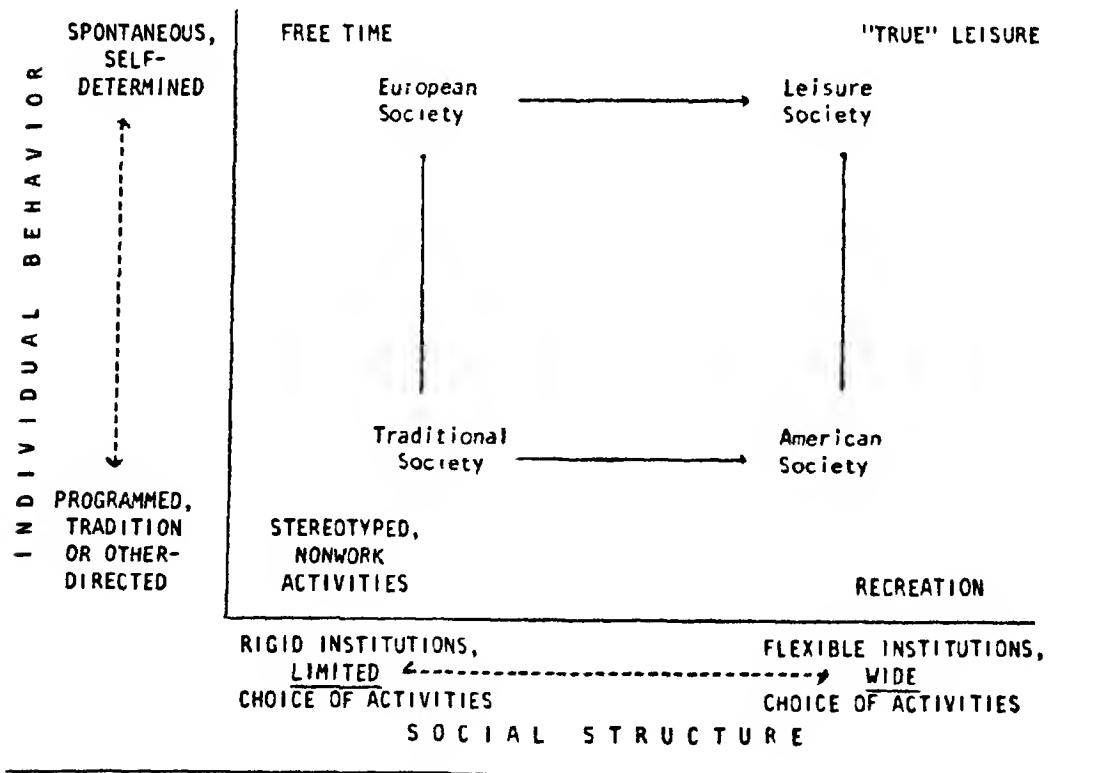 SPONTANEOUS,
SELF-
DETERMINED
FREE TIME
"TRUE" LEISURE
European
Society
Leisure
Society
INDIVIDUAL BEHAVIOR
Traditional
Society
American
Society
PROGRAMMED,
TRADITION
OR OTHER-
DIRECTED
STEREOTYPED,
NONWORK
ACTIVITIES
RECREATION
RIGID INSTITUTIONS,
LIMITED
CHOICE OF ACTIVITIES
FLEXIBLE INSTITUTIONS,
WIDE
CHOICE OF ACTIVITIES
SOCIAL STRUCTURE